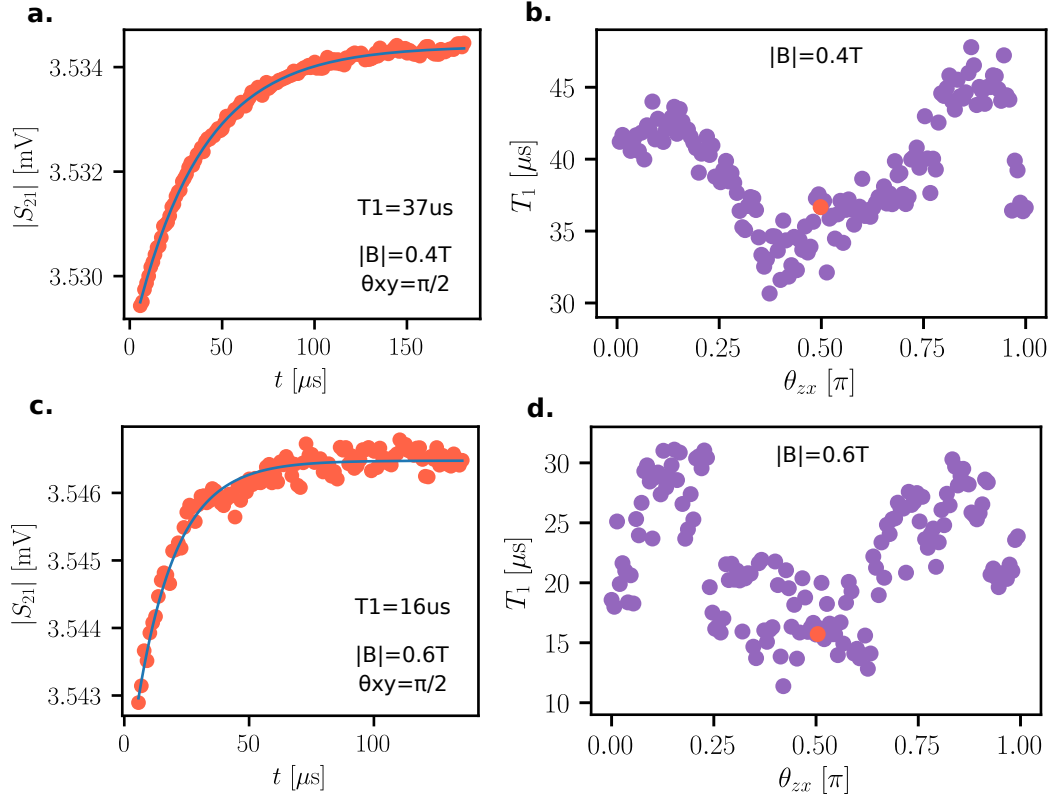 a.
|S21| [mV]
3.534
3.532
3.530
T1=37us
|B|=0.4T
θxy=π/2
0
50
100
150
t [μs]
b.
T1 [μs]
45
40
35
30
|B|=0.4T
0.00
0.25
0.50
0.75
1.00
θzx [π]
c.
|S21| [mV]
3.546
3.545
3.544
3.543
T1=16us
|B|=0.6T
θxy=π/2
0
50
100
t [μs]
d.
T1 [μs]
30
25
20
15
10
|B|=0.6T
0.00
0.25
0.50
0.75
1.00
θzx [π]